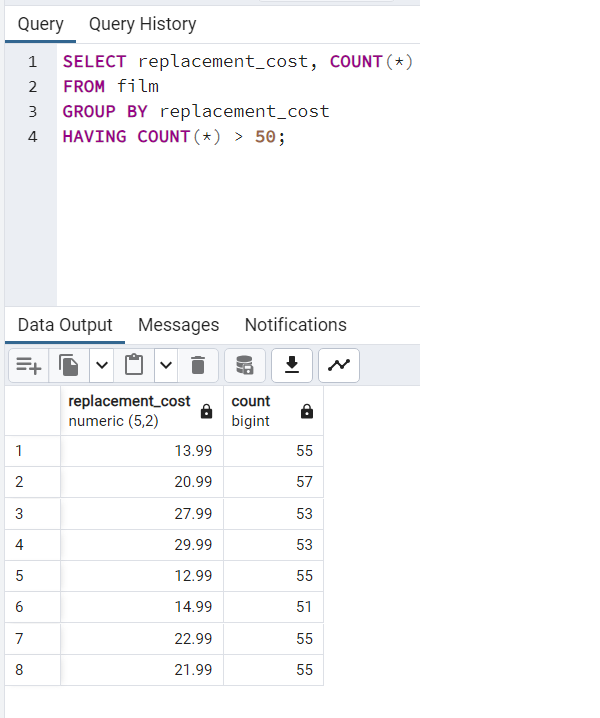 Query Query History
1 SELECT replacement_cost, COUNT(*)
2 FROM film
3 GROUP BY replacement_cost
4 HAVING COUNT(*) > 50;
Data Output Messages Notifications
replacement_cost count
numeric (5,2) bigint
1 13.99 55
2 20.99 57
3 27.99 53
4 29.99 53
5 12.99 55
6 14.99 51
7 22.99 55
8 21.99 55